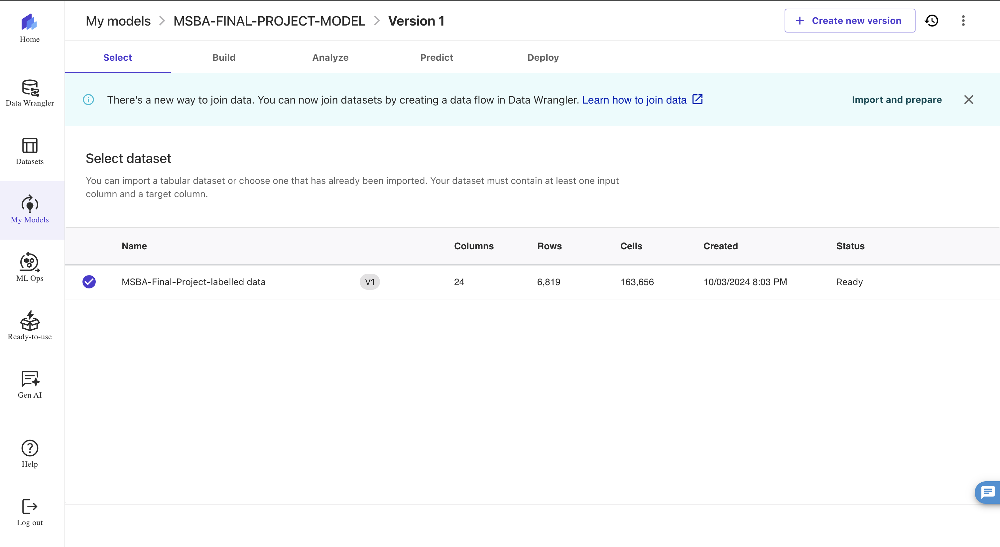 My models > MSBA-FINAL-PROJECT-MODEL > Version 1
+ Create new version
Home
Select Build Analyze Predict Deploy
There's a new way to join data. You can now join datasets by creating a data flow in Data Wrangler. Learn how to join data
Import and prepare
Data Wrangler
Datasets
My Models
ML Ops
Ready-to-use
Gen AI
Help
Log out
Select dataset
You can import a tabular dataset or choose one that has already been imported. Your dataset must contain at least one input
column and a target column.
Name Columns Rows Cells Created Status
MSBA-Final-Project-labelled data V1 24 6,819 163,656 10/03/2024 8:03 PM Ready